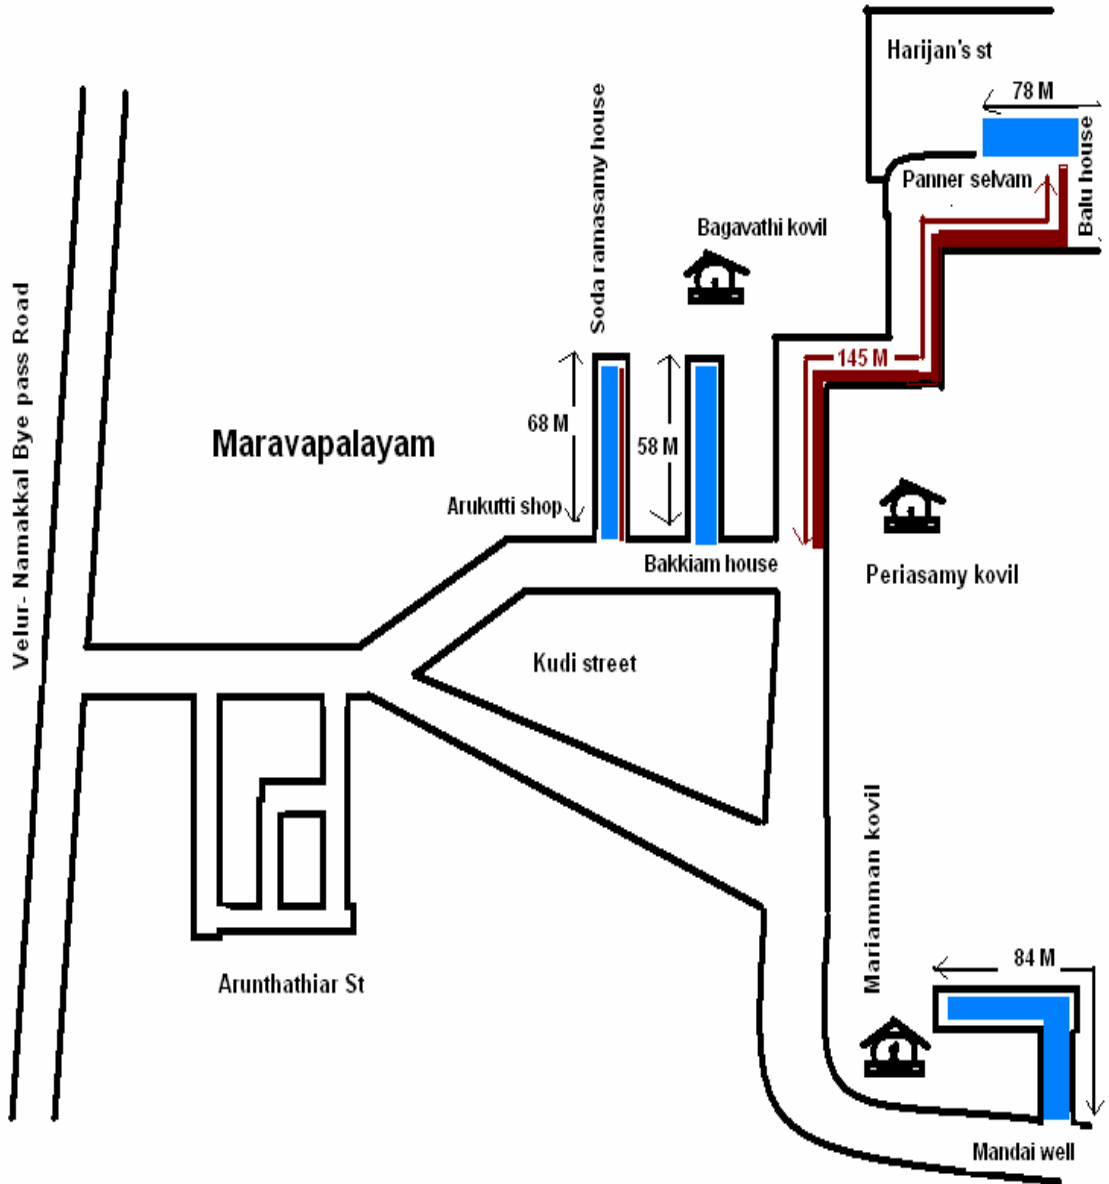 Harijan's st
78 M
Balu house
Panner selvam
Soda ramasamy house
Bagavathi kovil
Velur- Namakkal Bye pass Road
145 M
68 M
58 M
Maravapalayam
Arukutti shop
Bakkiam house
Periasamy kovil
Kudi street
Mariamman kovil
84 M
Arunthathiar St
Mandai well